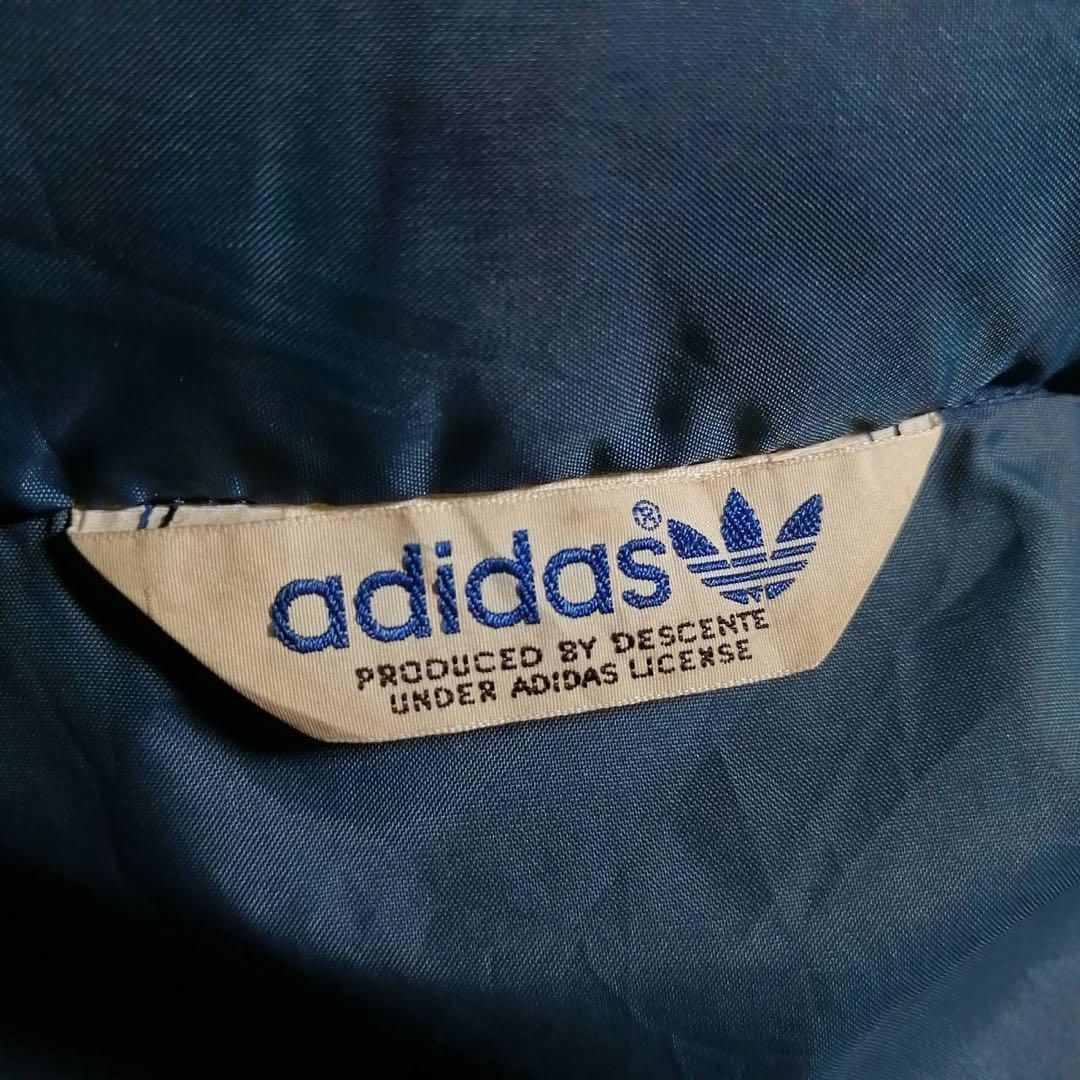 adidas®
PRODUCED BY DESCENTE
UNDER ADIDAS LICENSE